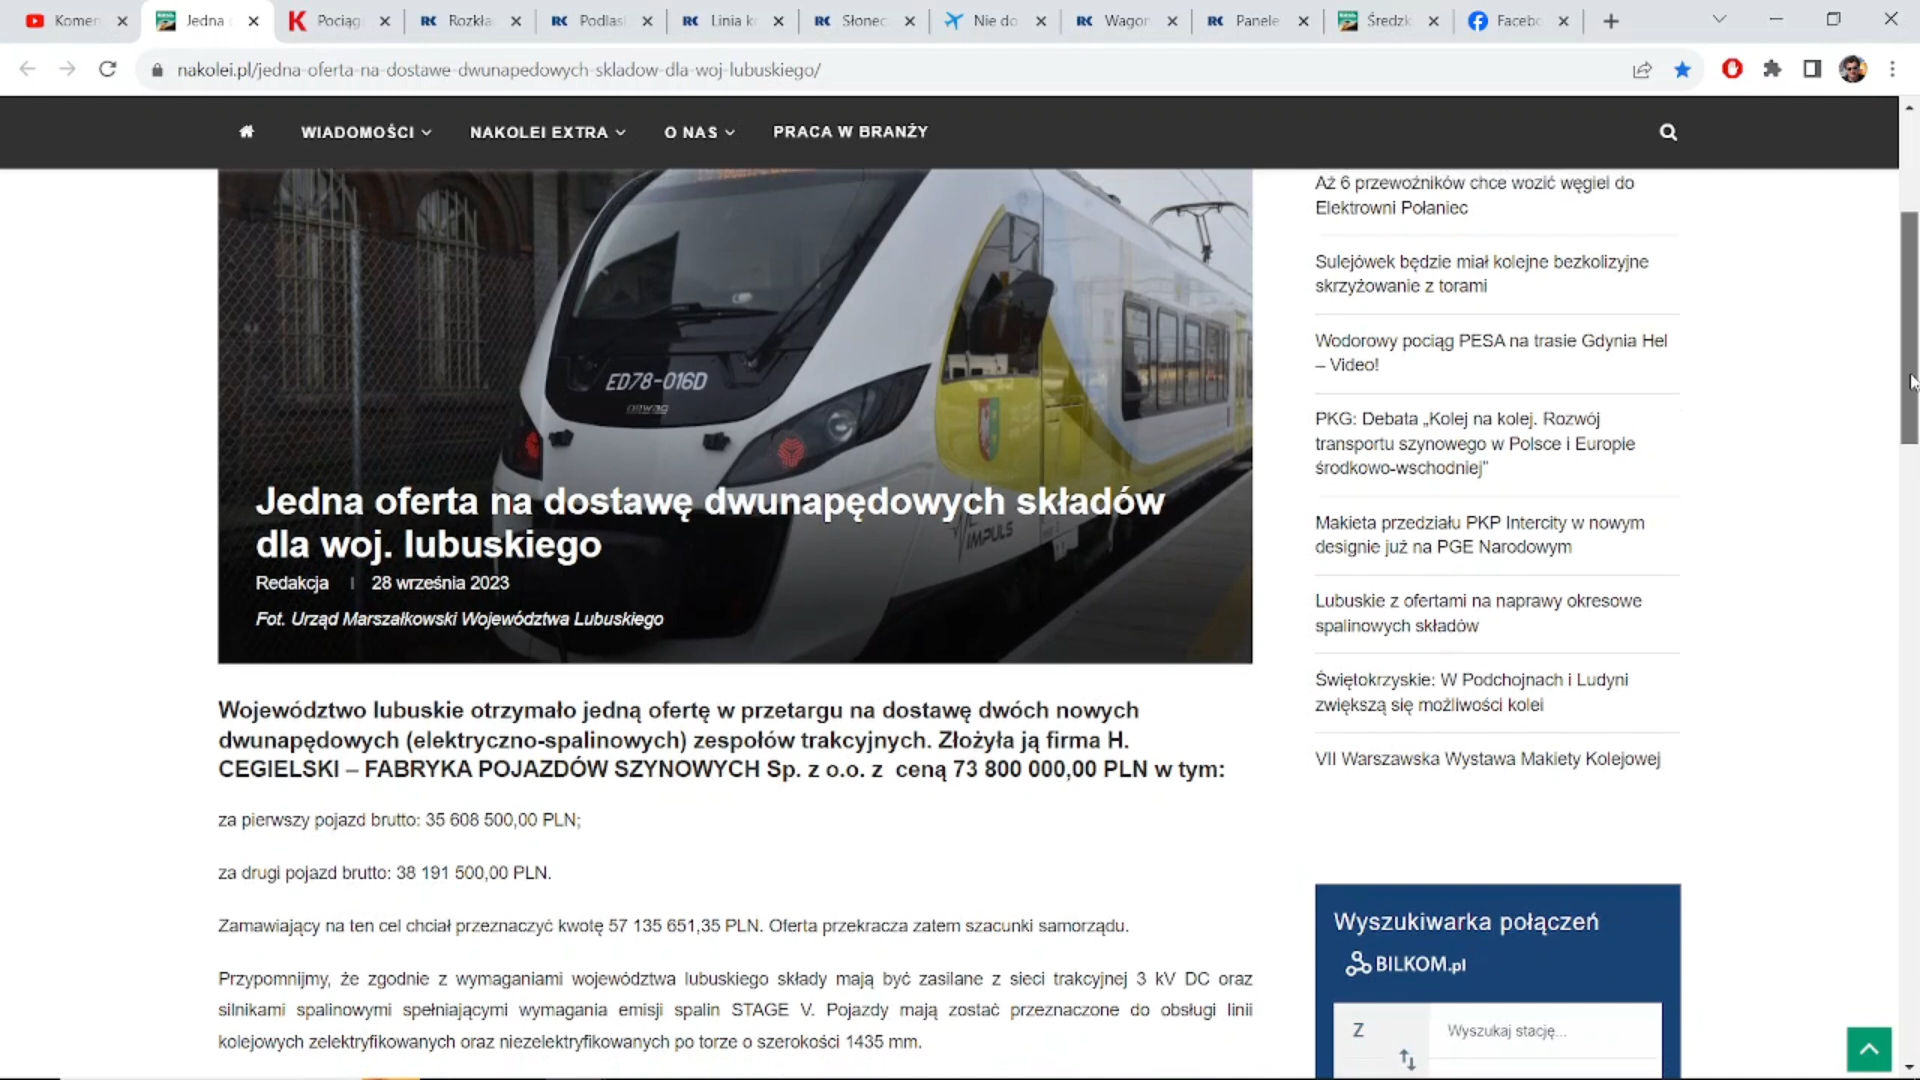 Komen
Jedna
Pociąg
RK Rozkła
RK Podlasi
RK Linia k
RK Słonec
Nie do
RK Wagon
RK Panele
Średzk
Facebo
nakolei.pl/jedna-oferta-na-dostawe-dwunapedowych-skladow-dla-woj-lubuskiego/
WIADOMOŚCI
NAKOLEI EXTRA
O NAS
PRACA W BRANŻY
ED78-016D
newag
IMPULS
Jedna oferta na dostawę dwunapędowych składów
dla woj. lubuskiego
Redakcja | 28 września 2023
Fot. Urząd Marszałkowski Województwa Lubuskiego
Województwo lubuskie otrzymało jedną ofertę w przetargu na dostawę dwóch nowych
dwunapędowych (elektryczno-spalinowych) zespołów trakcyjnych. Złożyła ją firma H.
CEGIELSKI – FABRYKA POJAZDÓW SZYNOWYCH Sp. z o.o. z ceną 73 800 000,00 PLN w tym:
za pierwszy pojazd brutto: 35 608 500,00 PLN;
za drugi pojazd brutto: 38 191 500,00 PLN.
Zamawiający na ten cel chciał przeznaczyć kwotę 57 135 651,35 PLN. Oferta przekracza zatem szacunki samorządu.
Przypomnijmy, że zgodnie z wymaganiami województwa lubuskiego składy mają być zasilane z sieci trakcyjnej 3 kV DC oraz
silnikami spalinowymi spełniającymi wymagania emisji spalin STAGE V. Pojazdy mają zostać przeznaczone do obsługi linii
kolejowych zelektryfikowanych oraz niezelektryfikowanych po torze o szerokości 1435 mm.
Aż 6 przewoźników chce wozić węgiel do
Elektrowni Połaniec
Sulejówek będzie miał kolejne bezkolizyjne
skrzyżowanie z torami
Wodorowy pociąg PESA na trasie Gdynia Hel
– Video!
PKG: Debata „Kolej na kolej. Rozwój
transportu szynowego w Polsce i Europie
środkowo-wschodniej”
Makieta przedziału PKP Intercity w nowym
designie już na PGE Narodowym
Lubuskie z ofertami na naprawy okresowe
spalinowych składów
Świętokrzyskie: W Podchojnach i Ludyni
zwiększą się możliwości kolei
VII Warszawska Wystawa Makiety Kolejowej
Wyszukiwarka połączeń
BILKOM.pl
Z
Wyszukaj stację...